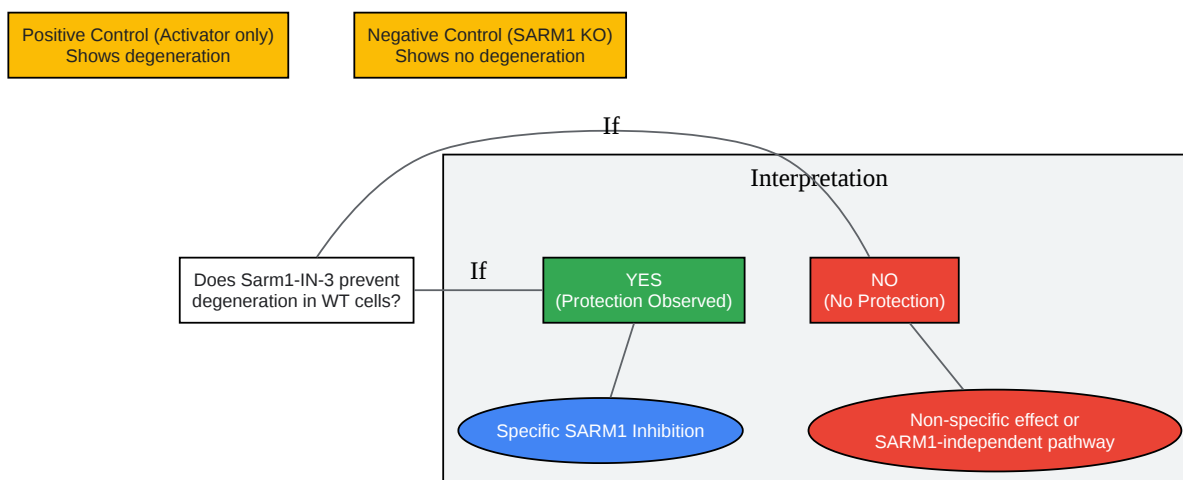 Positive Control (Activator only)
Shows degeneration
Negative Control (SARM1 KO)
Shows no degeneration
If
Interpretation
Does Sarm1-IN-3 prevent
degeneration in WT cells?
If
YES
(Protection Observed)
NO
(No Protection)
Specific SARM1 Inhibition
Non-specific effect or
SARM1-independent pathway